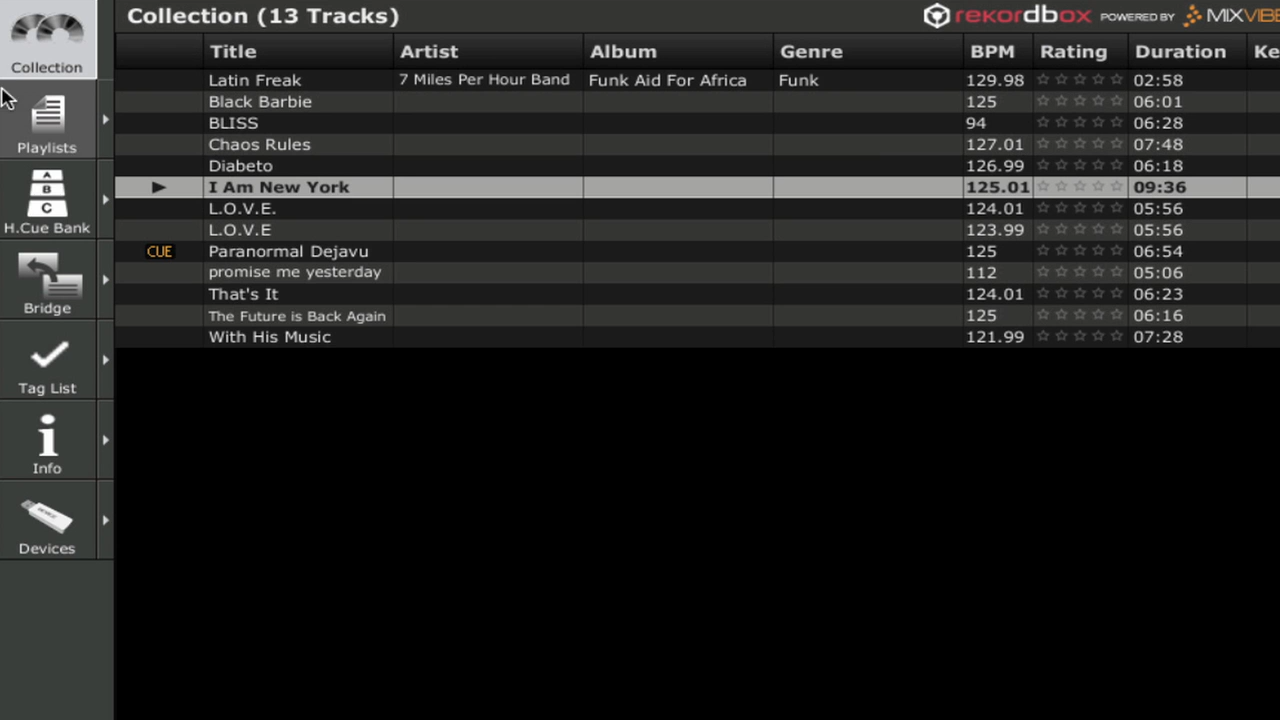 Collection (13 Tracks) rekordbox POWERED BY MIXVIBE
Title Artist Album Genre BPM Rating Duration Ke
Latin Freak 7 Miles Per Hour Band Funk Aid For Africa Funk 129.98 02:58
Black Barbie 125 06:01
BLISS 94 06:28
Chaos Rules 127.01 07:48
Diabeto 126.99 06:18
I Am New York 125.01 09:36
L.O.V.E. 124.01 05:56
L.O.V.E 123.99 05:56
CUE Paranormal Dejavu 125 06:54
promise me yesterday 112 05:06
That's It 124.01 06:23
The Future is Back Again 125 06:16
With His Music 121.99 07:28
Collection
Playlists
A
B
C
H.Cue Bank
Bridge
Tag List
Info
Devices